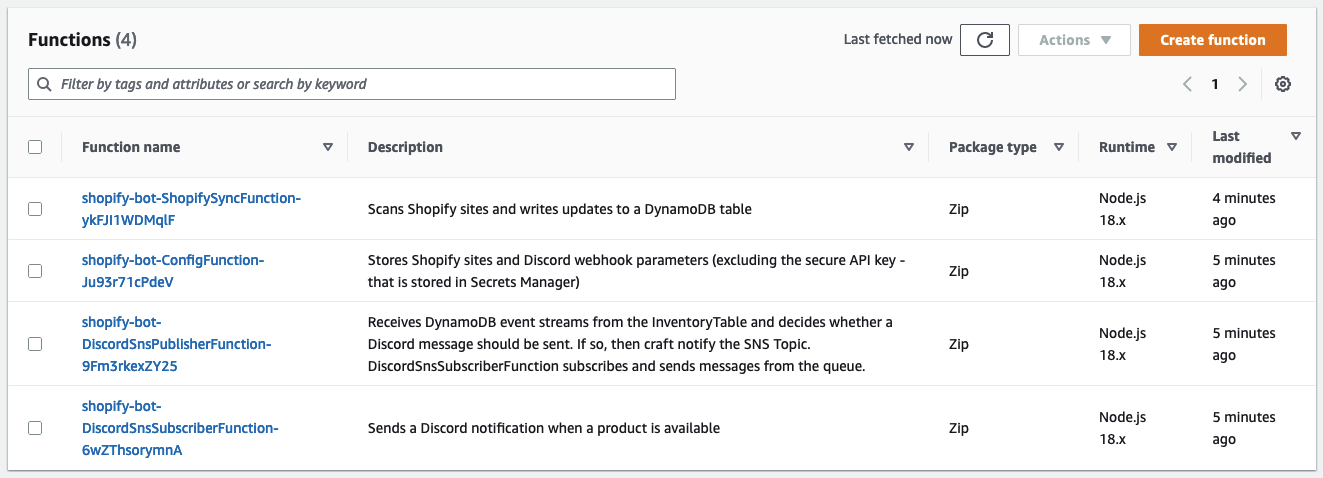 Functions (4)
Last fetched now
Actions
Create function
Filter by tags and attributes or search by keyword
1
Function name
Description
Package type
Runtime
Last
modified
shopify-bot-ShopifySyncFunction-
ykFJI1WDMqlF
Scans Shopify sites and writes updates to a DynamoDB table
Zip
Node.js
18.x
4 minutes
ago
shopify-bot-ConfigFunction-
Ju93r71cPdeV
Stores Shopify sites and Discord webhook parameters (excluding the secure API key -
that is stored in Secrets Manager)
Zip
Node.js
18.x
5 minutes
ago
shopify-bot-
DiscordSnsPublisherFunction-
9Fm3rkexZY25
Receives DynamoDB event streams from the InventoryTable and decides whether a
Discord message should be sent. If so, then craft notify the SNS Topic.
DiscordSnsSubscriberFunction subscribes and sends messages from the queue.
Zip
Node.js
18.x
5 minutes
ago
shopify-bot-
DiscordSnsSubscriberFunction-
6wZThsorymnA
Sends a Discord notification when a product is available
Zip
Node.js
18.x
5 minutes
ago